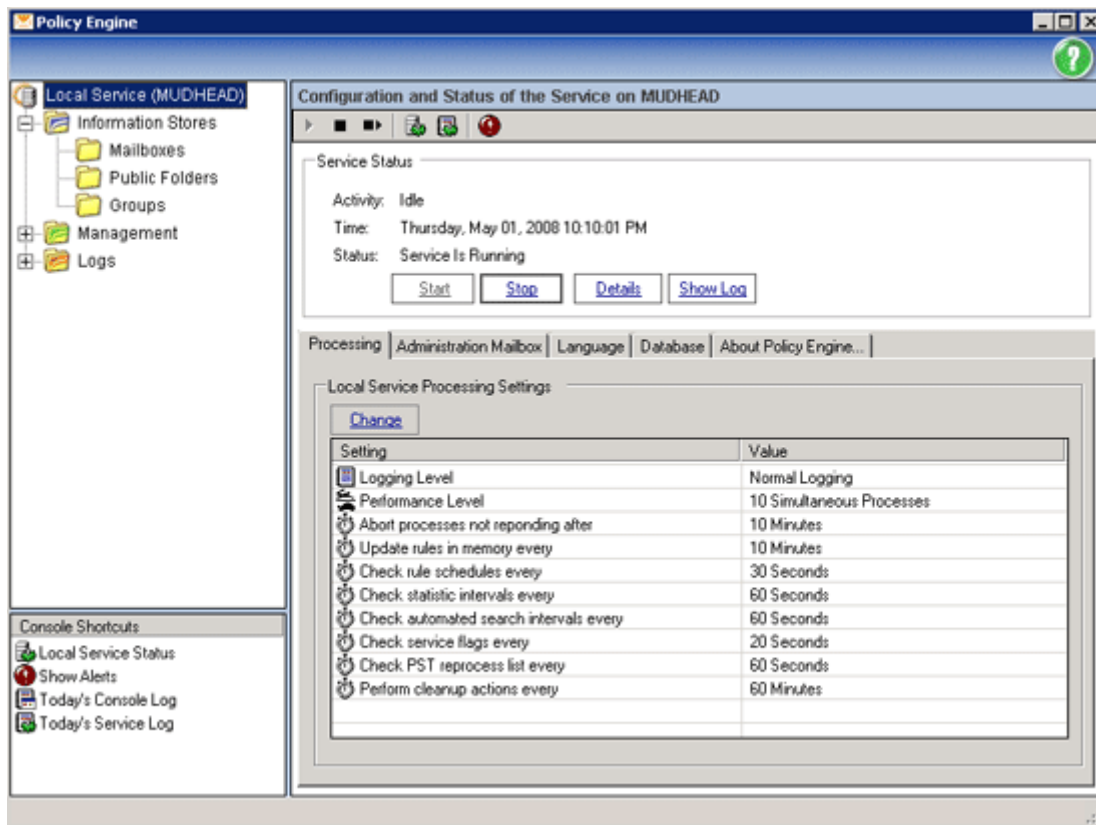 Policy Engine
?
Local Service (MUDHEAD)
Information Stores
Mailboxes
Public Folders
Groups
Management
Logs
Console Shortcuts
Local Service Status
Show Alerts
Today's Console Log
Today's Service Log
Configuration and Status of the Service on MUDHEAD
Service Status
Activity: Idle
Time: Thursday, May 01, 2008 10:10:01 PM
Status: Service Is Running
Start Stop Details Show Log
Processing Administration Mailbox Language Database About Policy Engine...
Local Service Processing Settings
Change
Setting Value
Logging Level Normal Logging
Performance Level 10 Simultaneous Processes
Abort processes not reponding after 10 Minutes
Update rules in memory every 10 Minutes
Check rule schedules every 30 Seconds
Check statistic intervals every 60 Seconds
Check automated search intervals every 60 Seconds
Check service flags every 20 Seconds
Check PST reprocess list every 60 Seconds
Perform cleanup actions every 60 Minutes